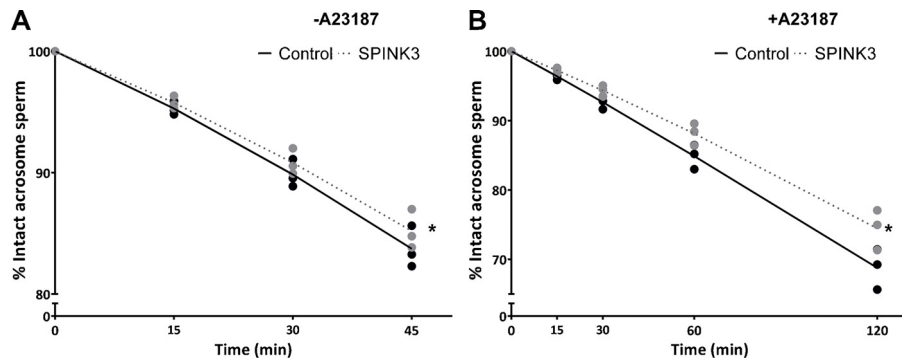 A
-A23187
Control SPINK3
% Intact acrosome sperm
100
90
80
0
*
0 15 30 45
Time (min)
B
+A23187
Control SPINK3
% Intact acrosome sperm
100
90
80
70
0
*
0 15 30 60 120
Time (min)